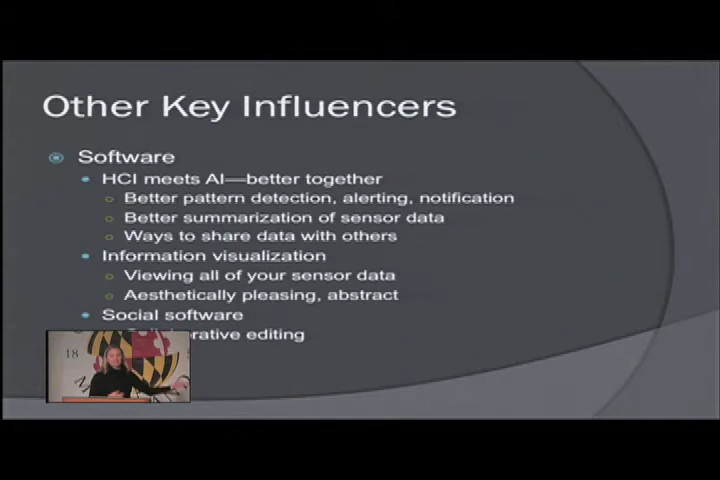 Other Key Influencers
Software
HCI meets AI—better together
Better pattern detection, alerting, notification
Better summarization of sensor data
Ways to share data with others
Information visualization
Viewing all of your sensor data
Aesthetically pleasing, abstract
Social software
editing
18